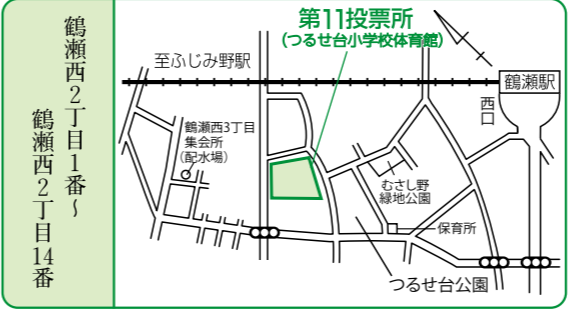 鶴瀬西2丁目1番～
鶴瀬西2丁目14番
第11投票所
（つるせ台小学校体育館）
至ふじみ野駅
鶴瀬駅
西口
鶴瀬西3丁目
集会所
（配水場）
むさし野
緑地公園
保育所
つるせ台公園